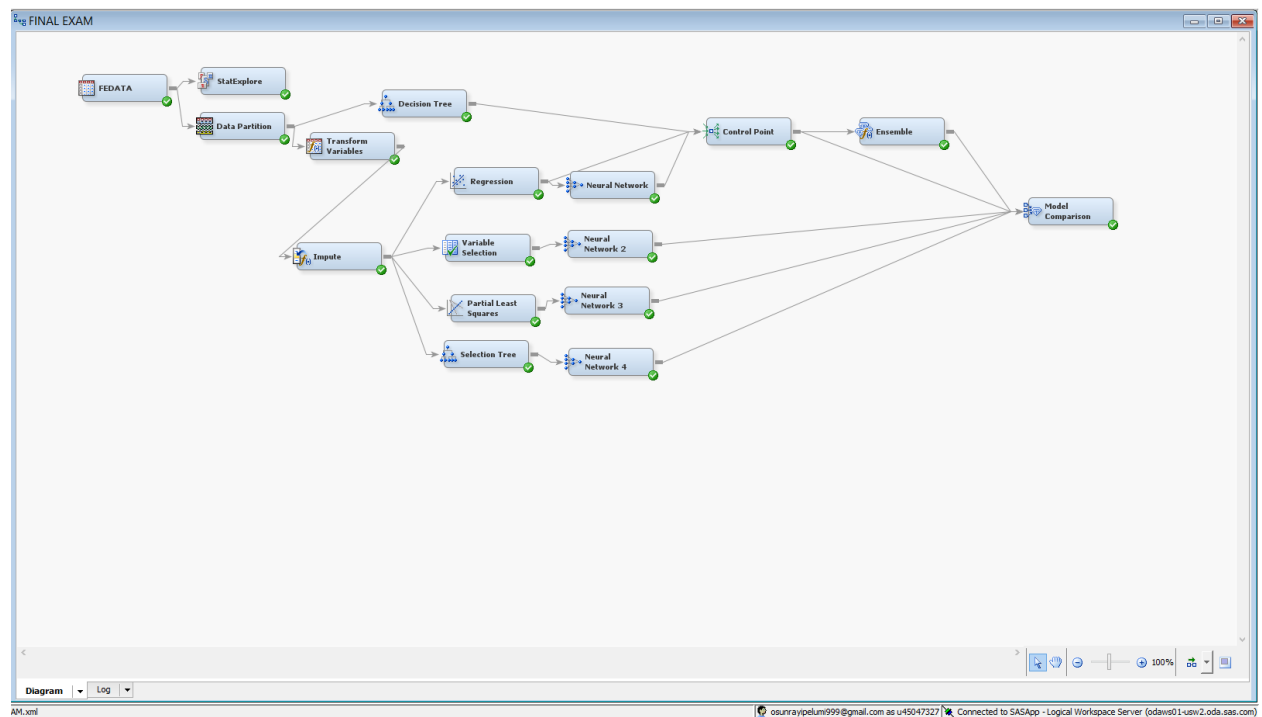 FINAL EXAM
FEDATA
StatExplore
Data Partition
Decision Tree
Transform
Variables
Control Point
Ensemble
Regression
Neural Network
Model
Comparison
Impute
Variable
Selection
Neural
Network 2
Partial Least
Squares
Neural
Network 3
Selection Tree
Neural
Network 4
100%
Diagram
Log
AM.xml
osunrayipelumi999@gmail.com as u45047327
Connected to SASApp - Logical Workspace Server (odaws01-usw2.oda.sas.com)